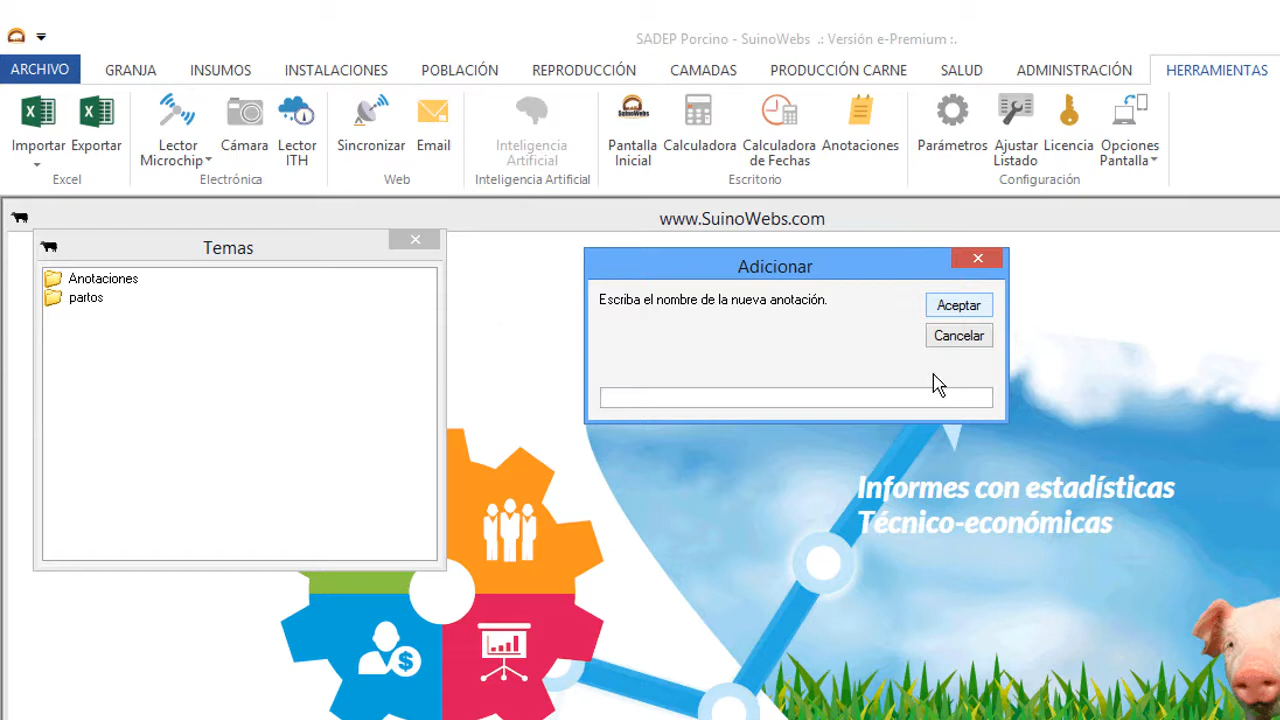 SADEP Porcino - SuinoWebs .: Versión e-Premium :.
ARCHIVO GRANJA INSUMOS INSTALACIONES POBLACIÓN REPRODUCCIÓN CAMADAS PRODUCCIÓN CARNE SALUD ADMINISTRACIÓN HERRAMIENTAS
SuinoWebs
Importar Exportar Lector Microchip Cámara Lector ITH Sincronizar Email Inteligencia Artificial Pantalla Inicial Calculadora Calculadora de Fechas Anotaciones Parámetros Ajustar Listado Licencia Opciones Pantalla
Excel Electrónica Web Inteligencia Artificial Escritorio Configuración
www.SuinoWebs.com
Temas
Anotaciones
partos
Adicionar
Escriba el nombre de la nueva anotación.
Aceptar
Cancelar
Informes con estadísticas
Técnico-económicas